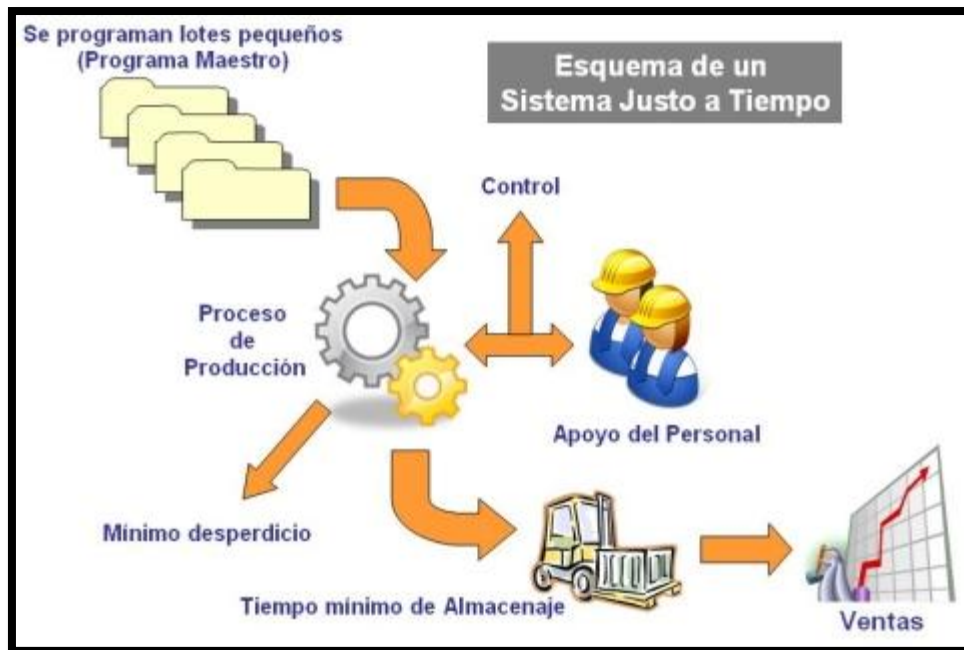 Se programan lotes pequeños
(Programa Maestro)
Esquema de un
Sistema Justo a Tiempo
Control
Proceso
de
Producción
Apoyo del Personal
Mínimo desperdicio
Tiempo mínimo de Almacenaje
Ventas